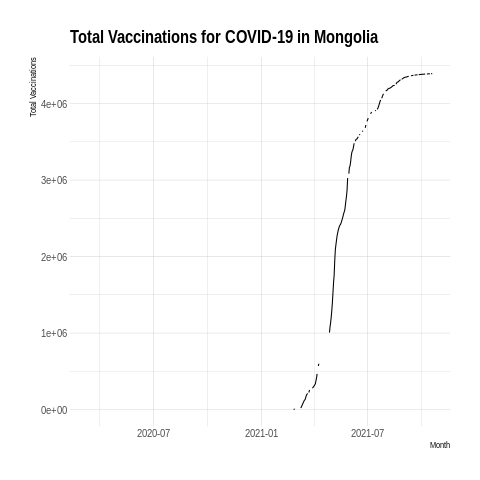 Total Vaccinations for COVID-19 in Mongolia
Total Vaccinations
4e+06
3e+06
2e+06
1e+06
0e+00
2020-07
2021-01
2021-07
Month